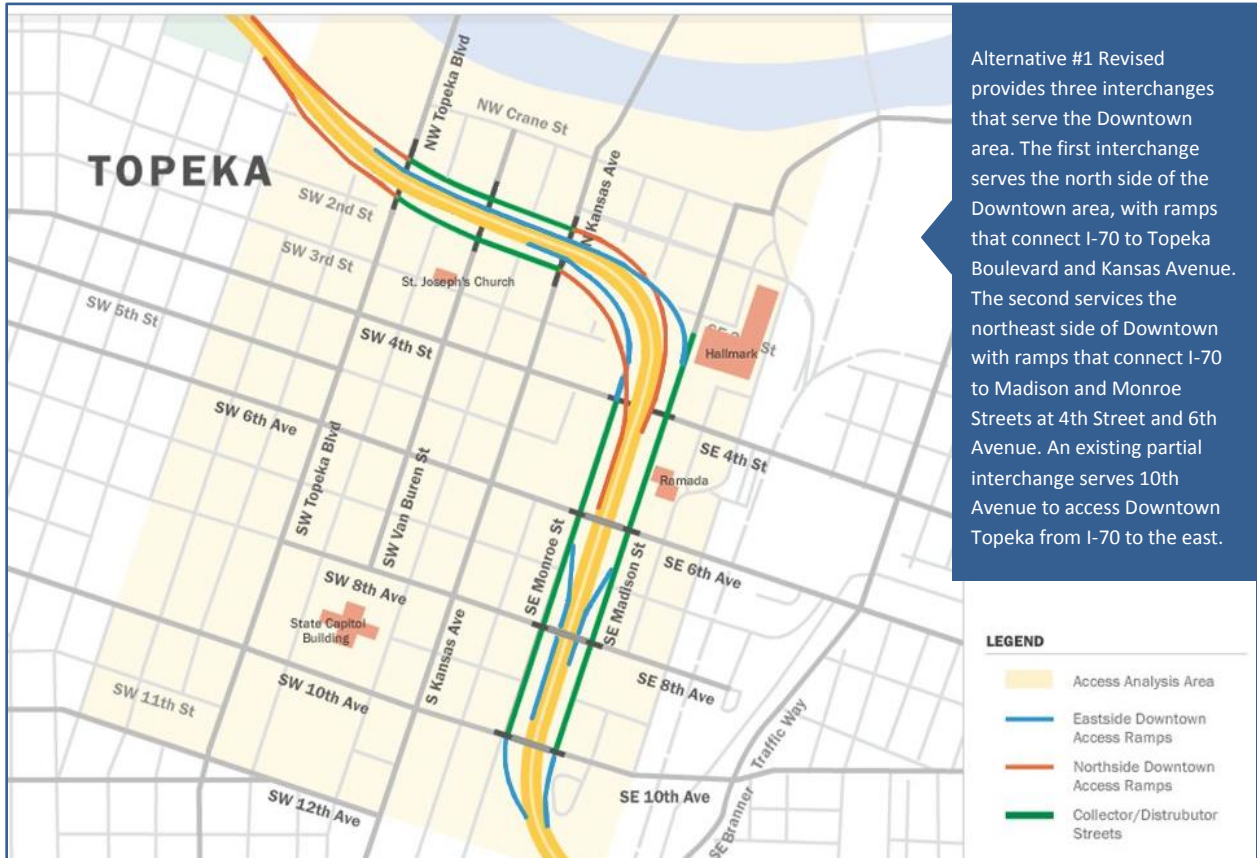 TOPEKA
NW Topeka Blvd
NW Crane St
N Kansas Ave
SW 2nd St
SW 3rd St
St. Joseph's Church
SW 5th St
SW 4th St
Hallmark
St
SW 6th Ave
SE 4th St
SW Topeka Blvd
SW Van Buren St
Ramada
SE Monroe St
SE Madison St
SE 6th Ave
SW 8th Ave
State Capitol
Building
S Kansas Ave
SE 8th Ave
SW 10th Ave
SW 11th St
SW 12th Ave
SE 10th Ave
SE Branner Traffic Way
Alternative #1 Revised
provides three interchanges
that serve the Downtown
area. The first interchange
serves the north side of the
Downtown area, with ramps
that connect I-70 to Topeka
Boulevard and Kansas Avenue.
The second services the
northeast side of Downtown
with ramps that connect I-70
to Madison and Monroe
Streets at 4th Street and 6th
Avenue. An existing partial
interchange serves 10th
Avenue to access Downtown
Topeka from I-70 to the east.
LEGEND
Access Analysis Area
Eastside Downtown
Access Ramps
Northside Downtown
Access Ramps
Collector/Distrubutor
Streets